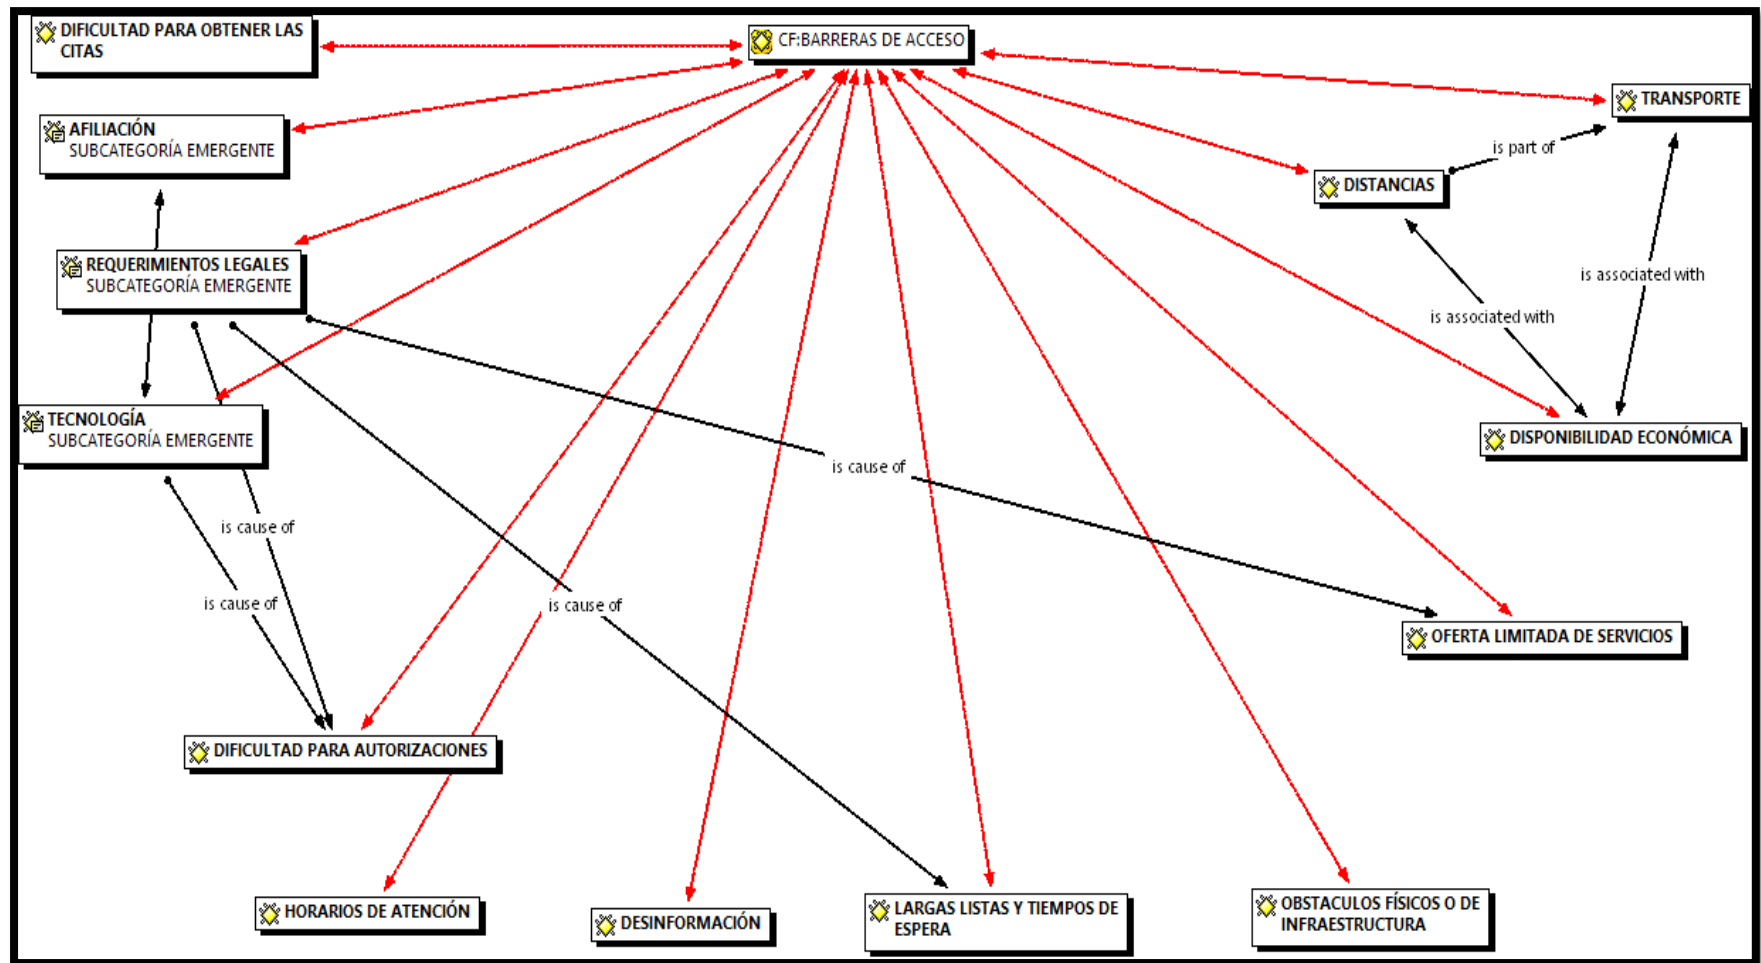 DIFICULTAD PARA OBTENER LAS
CITAS
CF:BARRERAS DE ACCESO
TRANSPORTE
AFILIACIÓN
SUBCATEGORÍA EMERGENTE
is part of
DISTANCIAS
REQUERIMIENTOS LEGALES
SUBCATEGORÍA EMERGENTE
is associated with
is associated with
TECNOLOGÍA
SUBCATEGORÍA EMERGENTE
DISPONIBILIDAD ECONÓMICA
is cause of
is cause of
is cause of
is cause of
OFERTA LIMITADA DE SERVICIOS
DIFICULTAD PARA AUTORIZACIONES
HORARIOS DE ATENCIÓN
DESINFORMACIÓN
LARGAS LISTAS Y TIEMPOS DE
ESPERA
OBSTACULOS FÍSICOS O DE
INFRAESTRUCTURA